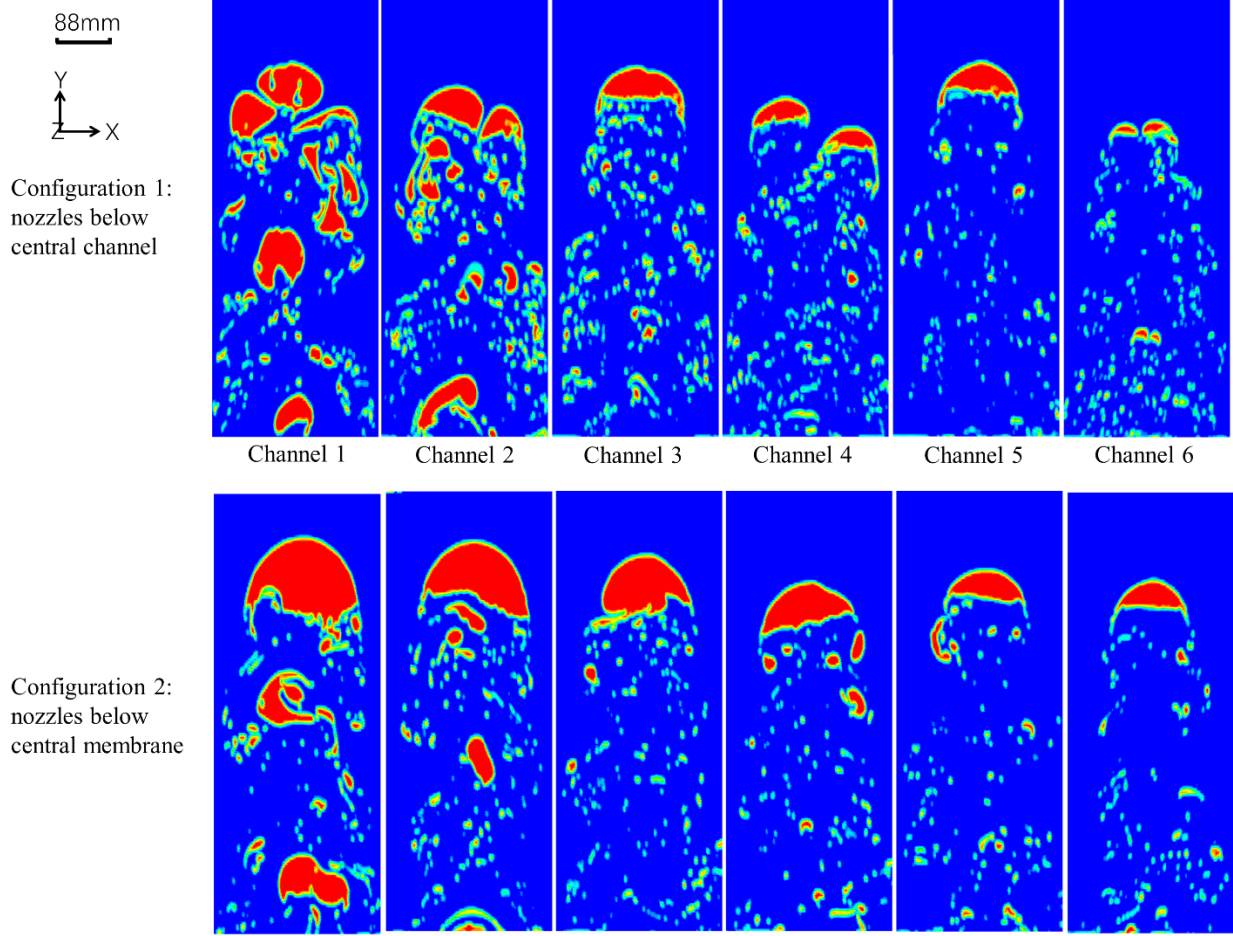 88mm
Y
Z
X
Configuration 1:
nozzles below
central channel
Channel 1
Channel 2
Channel 3
Channel 4
Channel 5
Channel 6
Configuration 2:
nozzles below
central membrane